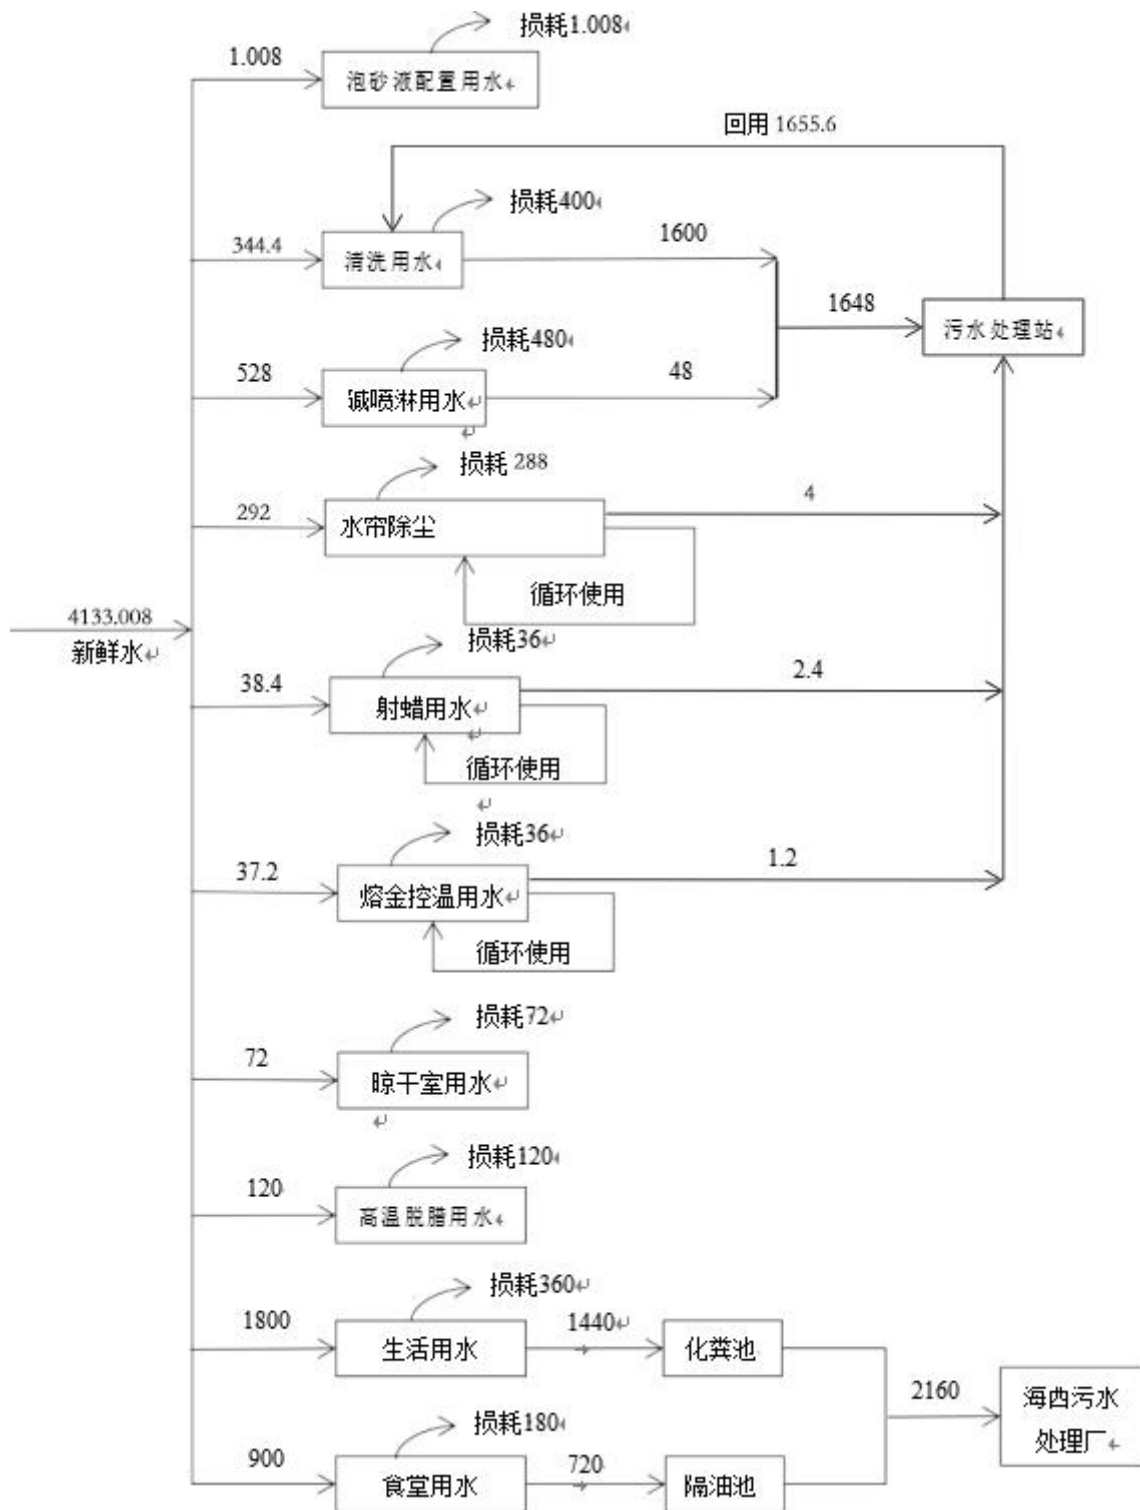 损耗1.008
1.008
泡砂液配置用水
回用 1655.6
损耗400
344.4
清洗用水
1600
1648
污水处理站
损耗480
528
碱喷淋用水
48
损耗 288
292
水帘除尘
4
循环使用
4133.008
新鲜水
损耗36
38.4
射蜡用水
2.4
循环使用
损耗36
37.2
熔金控温用水
1.2
循环使用
损耗72
72
晾干室用水
损耗120
120
高温脱腊用水
损耗360
1800
生活用水
1440
化粪池
2160
海西污水
处理厂
损耗180
900
食堂用水
720
隔油池